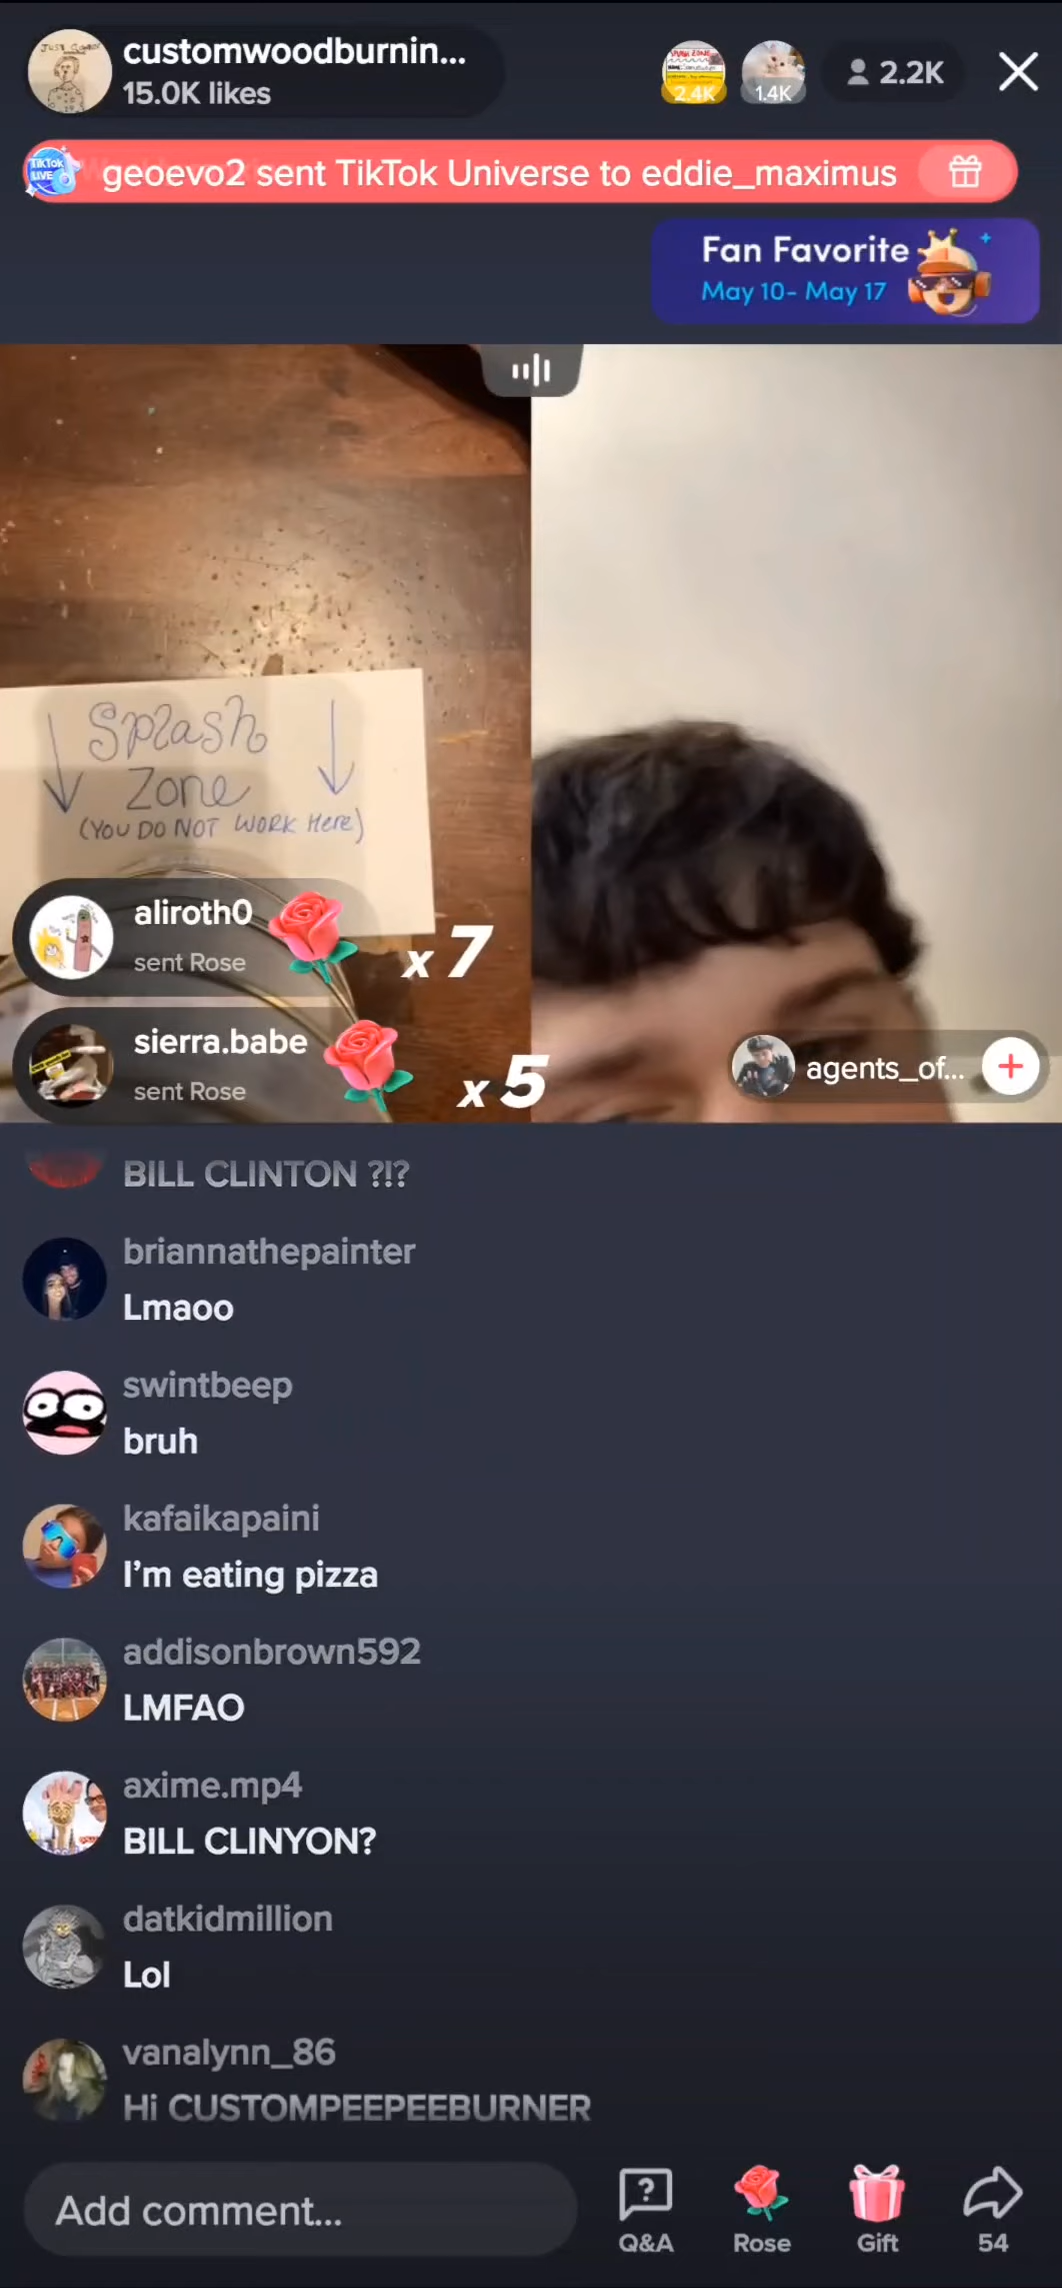 customwoodburnin...
15.0K likes
2.4K
1.4K
2.2K
TikTok
LIVE
geoevo2 sent TikTok Universe to eddie_maximus
Fan Favorite
May 10- May 17
Splash
Zone
(YOU DO NOT WORK Here)
aliroth0
sent Rose
x 7
sierra.babe
sent Rose
x 5
agents_of...
BILL CLINTON ?!?
briannathepainter
Lmaoo
swintbeep
bruh
kafaikapaini
I'm eating pizza
addisonbrown592
LMFAO
axime.mp4
BILL CLINYON?
datkidmillion
Lol
vanalynn_86
Hi CUSTOMPEEPEEBURNER
Add comment...
Q&A
Rose
Gift
54